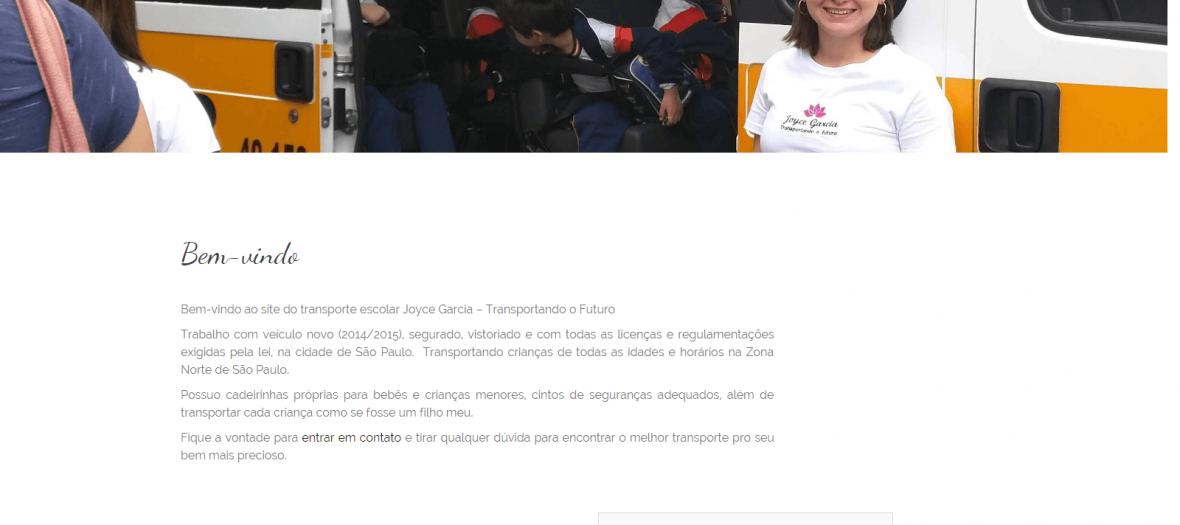 Joyce Garcia
Transportando o futuro
Bem-vindo
Bem-vindo ao site do transporte escolar Joyce Garcia – Transportando o Futuro
Trabalho com veículo novo (2014/2015), segurado, vistoriado e com todas as licenças e regulamentações
exigidas pela lei, na cidade de São Paulo. Transportando crianças de todas as idades e horários na Zona
Norte de São Paulo.
Possuo cadeirinhas próprias para bebês e crianças menores, cintos de seguranças adequados, além de
transportar cada criança como se fosse um filho meu.
Fique a vontade para entrar em contato e tirar qualquer dúvida para encontrar o melhor transporte pro seu
bem mais precioso.